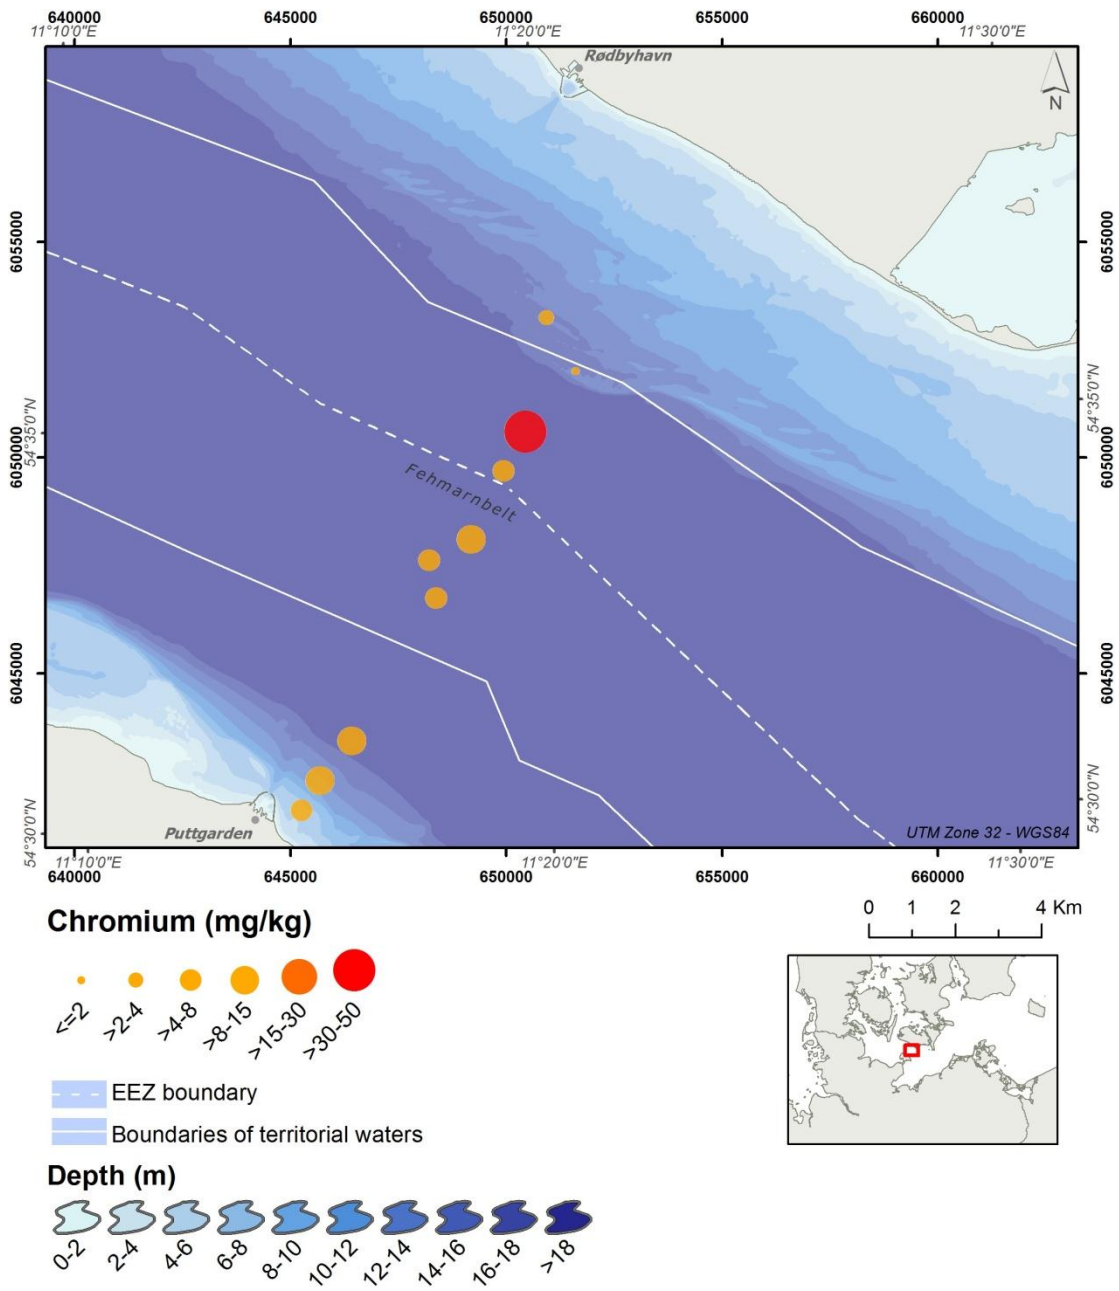 640000 645000 650000 655000 660000
11°10'0"E 11°20'0"E 11°30'0"E
Rødbyhavn
N
6055000 6055000
54°35'0"N 54°35'0"N
6050000 6050000
Fehmarnbelt
6045000 6045000
54°30'0"N 54°30'0"N
Puttgarden
UTM Zone 32 - WGS84
11°10'0"E 11°20'0"E 11°30'0"E
640000 645000 650000 655000 660000
Chromium (mg/kg)
<=2 >2-4 >4-8 >8-15 >15-30 >30-50
0 1 2 4 Km
EEZ boundary
Boundaries of territorial waters
Depth (m)
0-2 2-4 4-6 6-8 8-10 10-12 12-14 14-16 16-18 >18